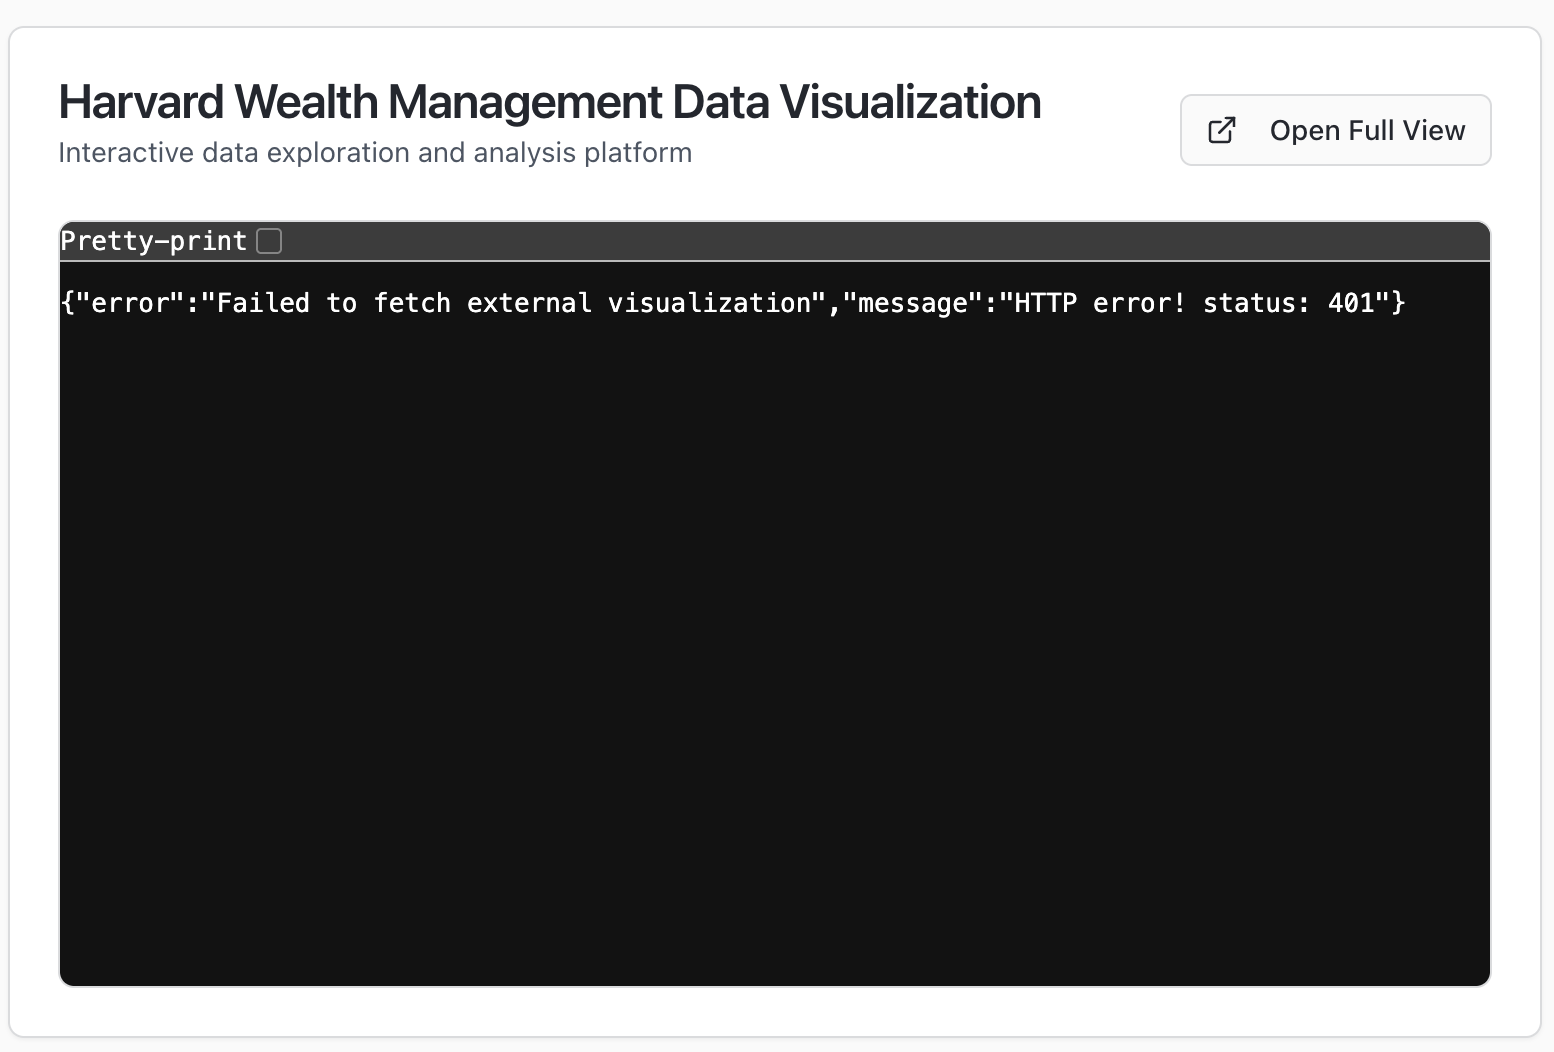 Harvard Wealth Management Data Visualization
Interactive data exploration and analysis platform
Open Full View
Pretty-print
{"error":"Failed to fetch external visualization","message":"HTTP error! status: 401"}